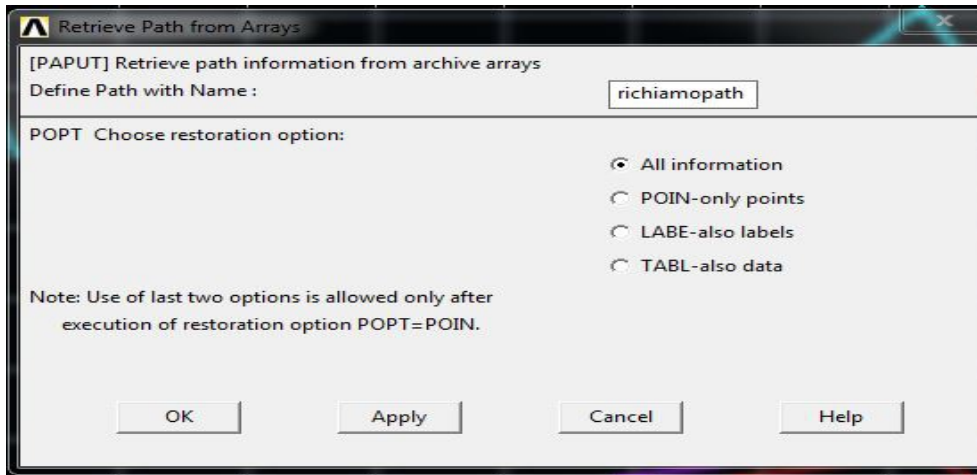 Retrieve Path from Arrays
[PAPUT] Retrieve path information from archive arrays
Define Path with Name :
richiamopath
POPT Choose restoration option:
All information
POIN-only points
LABE-also labels
TABL-also data
Note: Use of last two options is allowed only after
execution of restoration option POPT=POIN.
OK
Apply
Cancel
Help